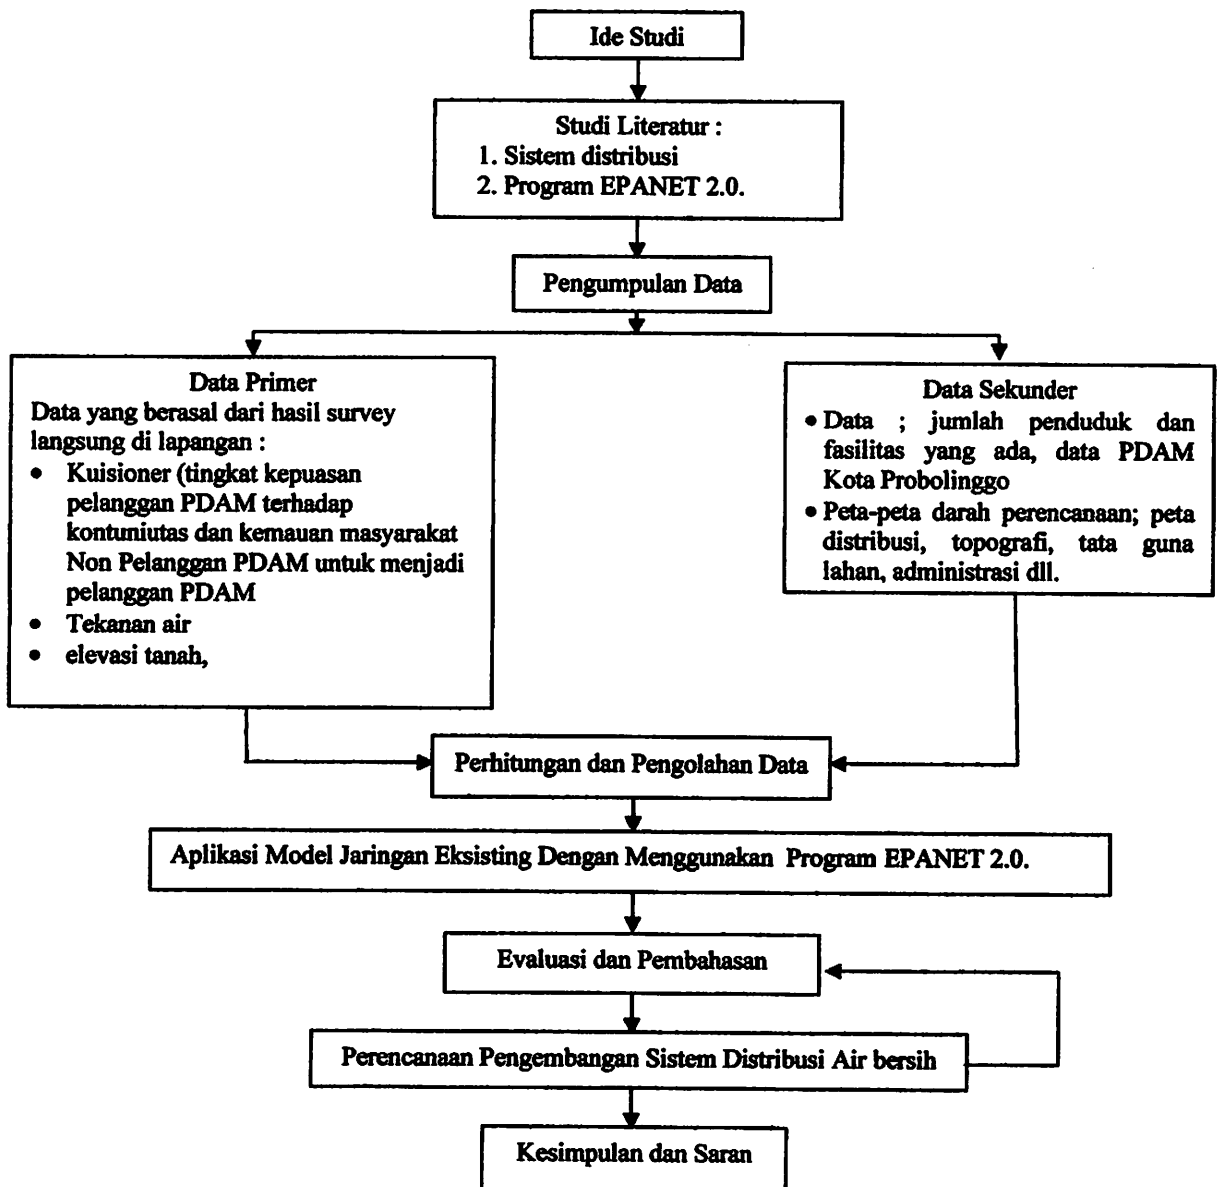 Ide Studi
Studi Literatur :
1. Sistem distribusi
2. Program EPANET 2.0.
Pengumpulan Data
Data Primer
Data yang berasal dari hasil survey
langsung di lapangan :
• Kuisioner (tingkat kepuasan
pelanggan PDAM terhadap
kontuniutas dan kemauan masyarakat
Non Pelanggan PDAM untuk menjadi
pelanggan PDAM
• Tekanan air
• elevasi tanah,
Data Sekunder
• Data ; jumlah penduduk dan
fasilitas yang ada, data PDAM
Kota Probolinggo
• Peta-peta darah perencanaan; peta
distribusi, topografi, tata guna
lahan, administrasi dll.
Perhitungan dan Pengolahan Data
Aplikasi Model Jaringan Eksisting Dengan Menggunakan Program EPANET 2.0.
Evaluasi dan Pembahasan
Perencanaan Pengembangan Sistem Distribusi Air bersih
Kesimpulan dan Saran